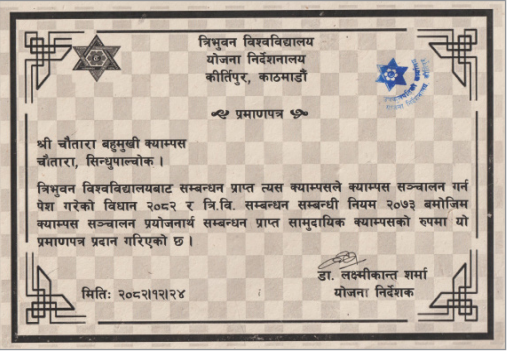 त्रिभुवन विश्वविद्यालय
योजना निर्देशनालय
कीर्तिपुर, काठमाडौं
प्रमाणपत्र
श्री चौतारा बहुमुखी क्याम्पस
चौतारा, सिन्धुपाल्चोक ।
त्रिभुवन विश्वविद्यालयबाट सम्बन्धन प्राप्त त्यस क्याम्पसले क्याम्पस सञ्चालन गर्न
पेश गरेको विधान २०८२ र त्रि.वि. सम्बन्धन सम्बन्धी नियम २०७३ बमोजिम
क्याम्पस सञ्चालन प्रयोजनार्थ सम्बन्धन प्राप्त सामुदायिक क्याम्पसको रुपमा यो
प्रमाणपत्र प्रदान गरिएको छ ।
डा. लक्ष्मीकान्त शर्मा
मितिः २०८२।१२।२४ योजना निर्देशक